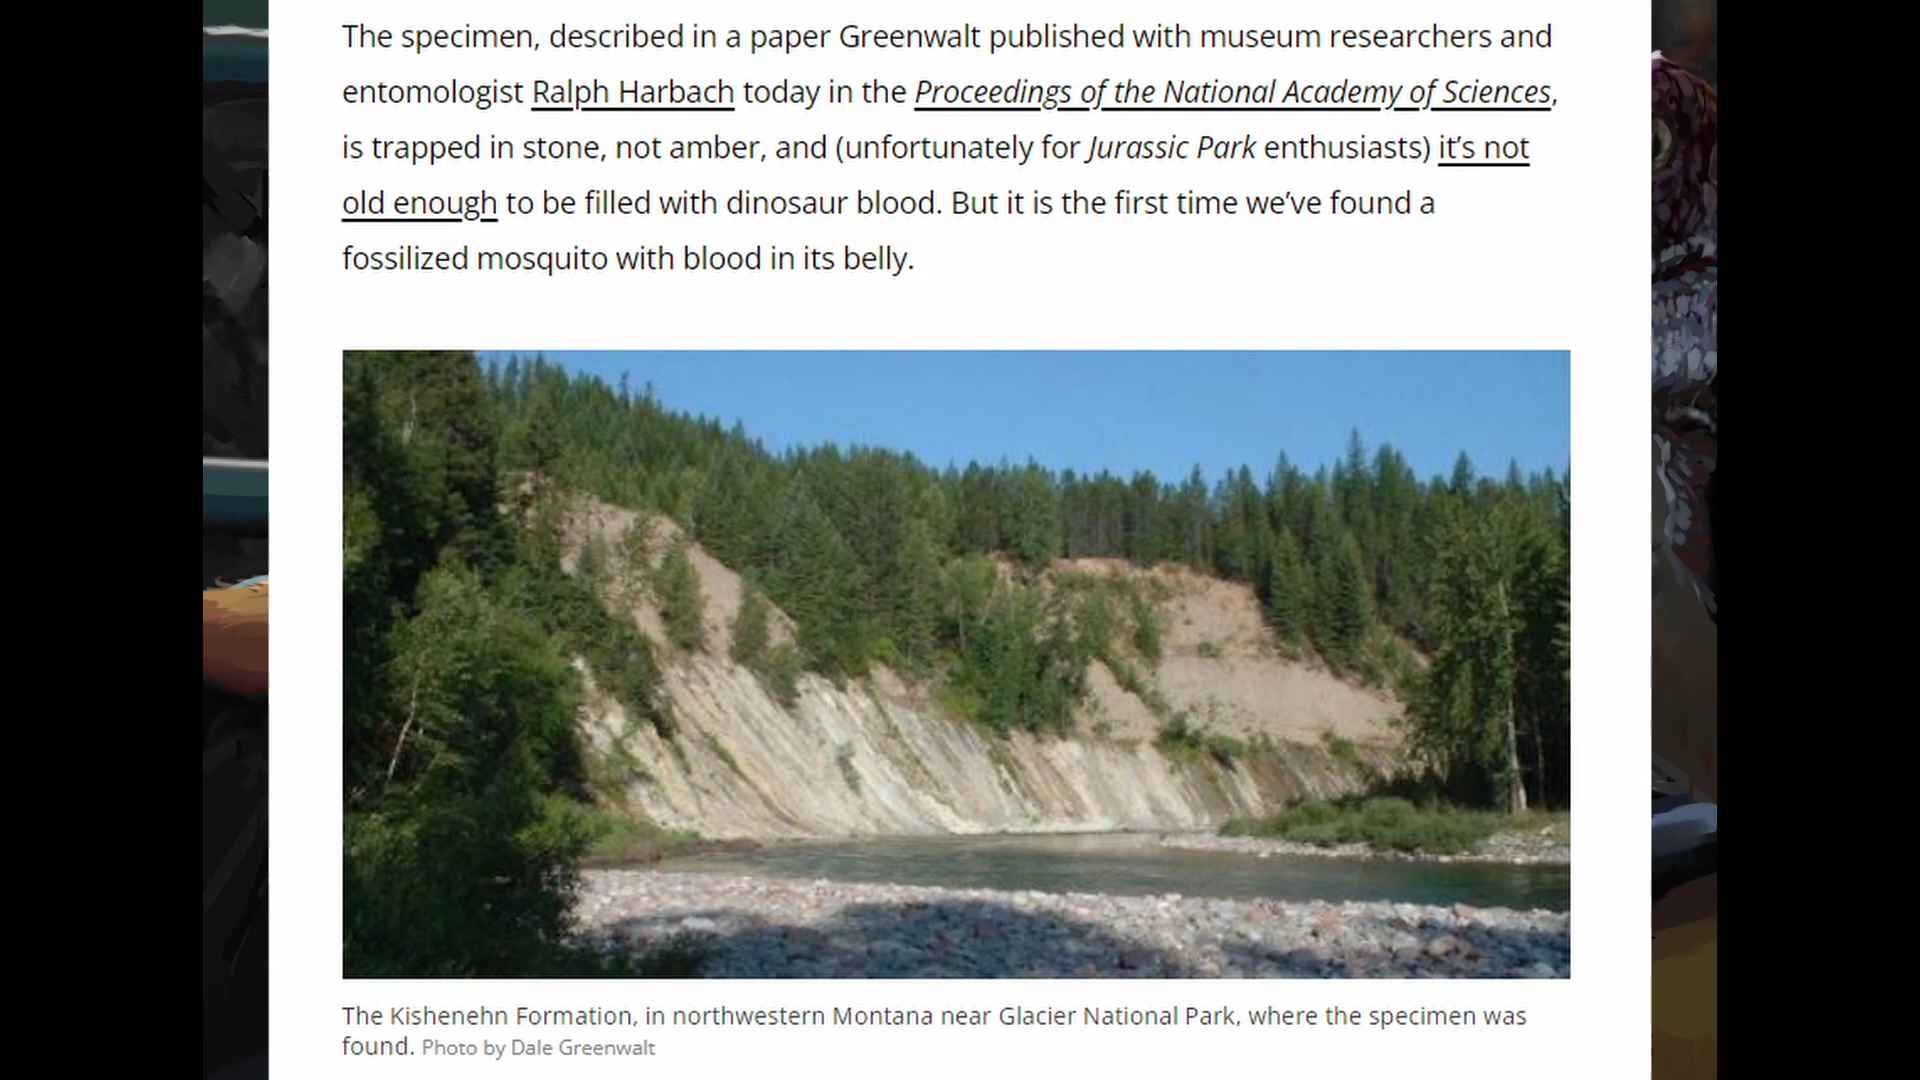 The specimen, described in a paper Greenwalt published with museum researchers and
entomologist Ralph Harbach today in the Proceedings of the National Academy of Sciences,
is trapped in stone, not amber, and (unfortunately for Jurassic Park enthusiasts) it’s not
old enough to be filled with dinosaur blood. But it is the first time we’ve found a
fossilized mosquito with blood in its belly.
The Kishenehn Formation, in northwestern Montana near Glacier National Park, where the specimen was
found. Photo by Dale Greenwalt